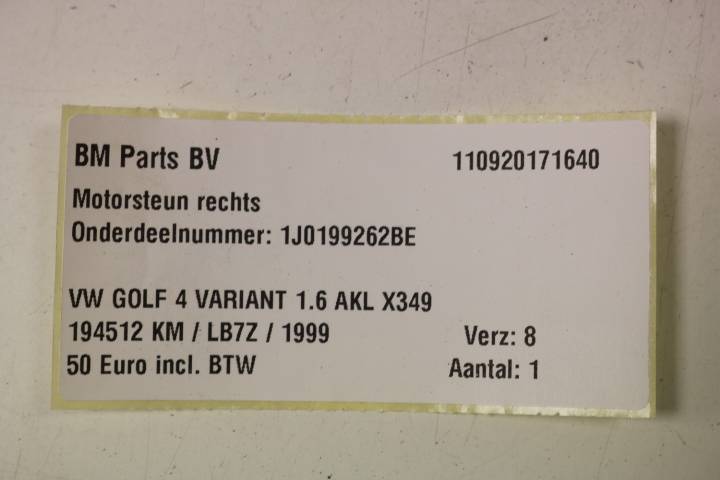 BM Parts BV 110920171640
Motorsteun rechts
Onderdeelnummer: 1J0199262BE
VW GOLF 4 VARIANT 1.6 AKL X349
194512 KM / LB7Z / 1999 Verz: 8
50 Euro incl. BTW Aantal: 1